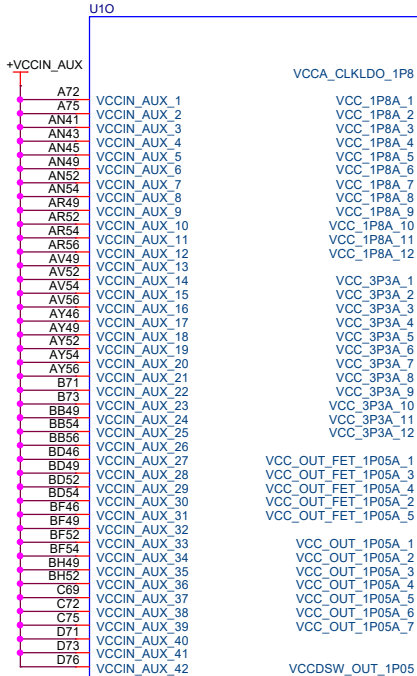 U1O
+VCCIN_AUX
A72
A75
AN41
AN43
AN45
AN49
AN52
AN54
AR49
AR52
AR54
AR56
AV49
AV52
AV54
AV56
AY46
AY49
AY52
AY54
AY56
B71
B73
BB49
BB54
BB56
BD46
BD49
BD52
BD54
BF46
BF49
BF52
BF54
BH49
BH52
C69
C72
C75
D71
D73
D76
VCCIN_AUX_1
VCCIN_AUX_2
VCCIN_AUX_3
VCCIN_AUX_4
VCCIN_AUX_5
VCCIN_AUX_6
VCCIN_AUX_7
VCCIN_AUX_8
VCCIN_AUX_9
VCCIN_AUX_10
VCCIN_AUX_11
VCCIN_AUX_12
VCCIN_AUX_13
VCCIN_AUX_14
VCCIN_AUX_15
VCCIN_AUX_16
VCCIN_AUX_17
VCCIN_AUX_18
VCCIN_AUX_19
VCCIN_AUX_20
VCCIN_AUX_21
VCCIN_AUX_22
VCCIN_AUX_23
VCCIN_AUX_24
VCCIN_AUX_25
VCCIN_AUX_26
VCCIN_AUX_27
VCCIN_AUX_28
VCCIN_AUX_29
VCCIN_AUX_30
VCCIN_AUX_31
VCCIN_AUX_32
VCCIN_AUX_33
VCCIN_AUX_34
VCCIN_AUX_35
VCCIN_AUX_36
VCCIN_AUX_37
VCCIN_AUX_38
VCCIN_AUX_39
VCCIN_AUX_40
VCCIN_AUX_41
VCCIN_AUX_42
VCCA_CLKLDO_1P8
VCC_1P8A_1
VCC_1P8A_2
VCC_1P8A_3
VCC_1P8A_4
VCC_1P8A_5
VCC_1P8A_6
VCC_1P8A_7
VCC_1P8A_8
VCC_1P8A_9
VCC_1P8A_10
VCC_1P8A_11
VCC_1P8A_12
VCC_3P3A_1
VCC_3P3A_2
VCC_3P3A_3
VCC_3P3A_4
VCC_3P3A_5
VCC_3P3A_6
VCC_3P3A_7
VCC_3P3A_8
VCC_3P3A_9
VCC_3P3A_10
VCC_3P3A_11
VCC_3P3A_12
VCC_OUT_FET_1P05A_1
VCC_OUT_FET_1P05A_3
VCC_OUT_FET_1P05A_4
VCC_OUT_FET_1P05A_2
VCC_OUT_FET_1P05A_5
VCC_OUT_1P05A_1
VCC_OUT_1P05A_2
VCC_OUT_1P05A_3
VCC_OUT_1P05A_4
VCC_OUT_1P05A_5
VCC_OUT_1P05A_6
VCC_OUT_1P05A_7
VCCDSW_OUT_1P05